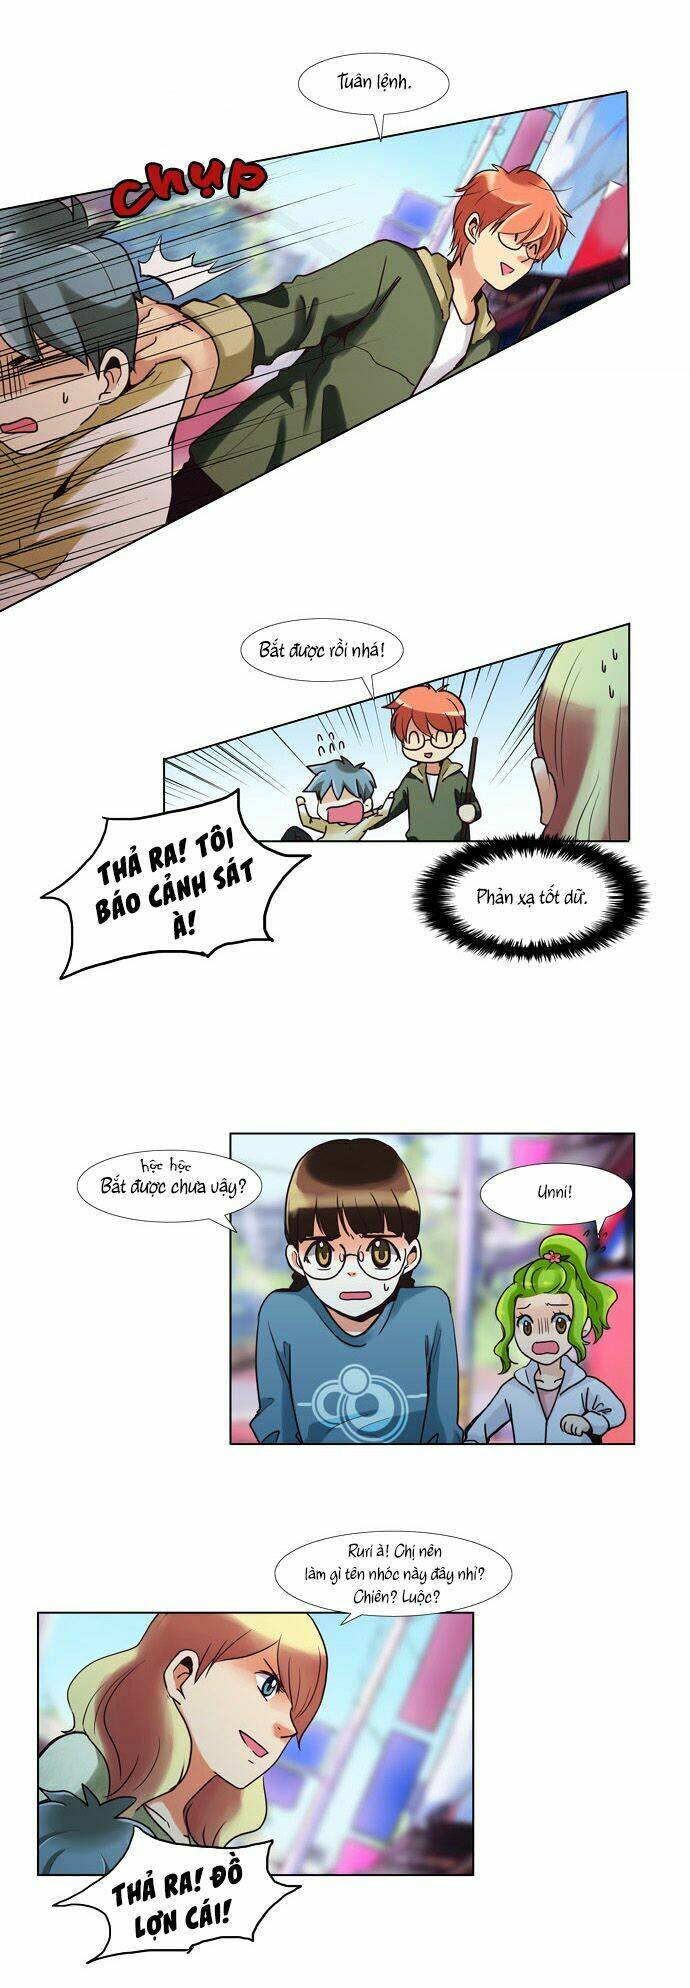 Tuân lệnh.
chụp
Bắt được rồi nhá!
THẢ RA! TÔI
BÁO CẢNH SÁT
À!
Phản xạ tốt dữ.
hộc hộc
Bắt được chưa vậy?
Unni!
Ruri à! Chị nên
làm gì tên nhóc này đây nhỉ?
Chiên? Luộc?
THẢ RA! ĐỒ
LỢN CÁI!